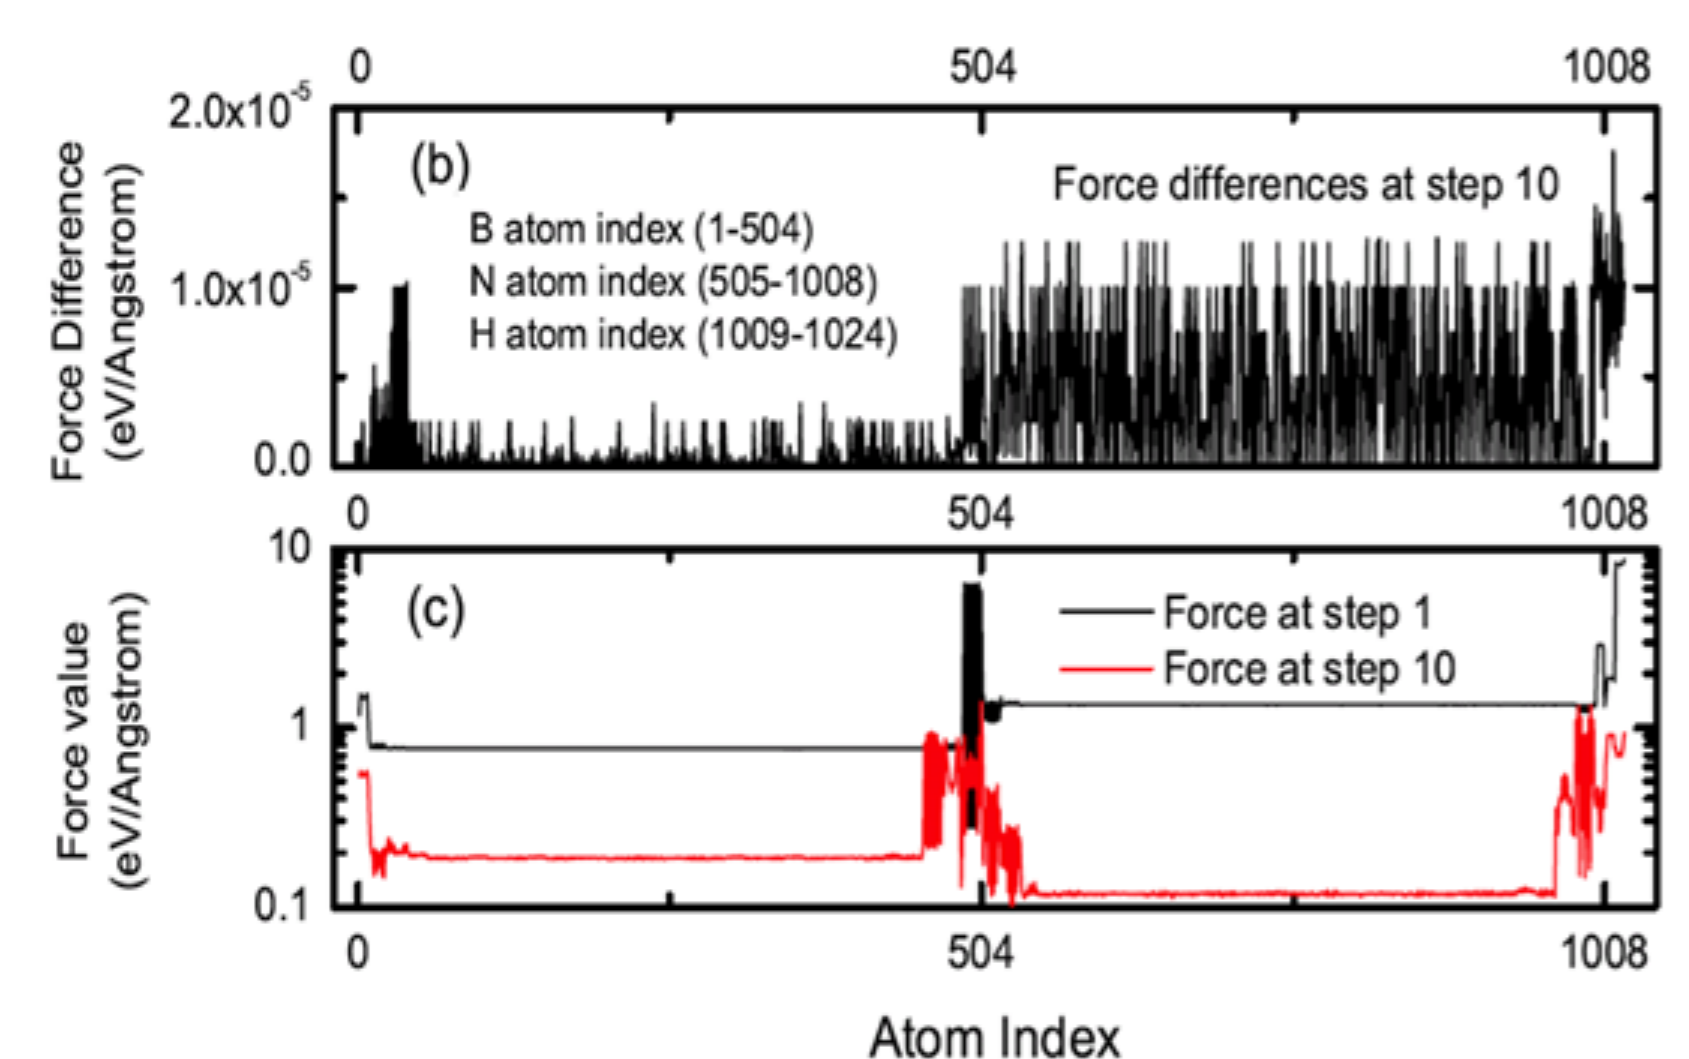 0 504 1008
2.0x10⁻⁵
(b)
Force differences at step 10
B atom index (1-504)
N atom index (505-1008)
H atom index (1009-1024)
1.0x10⁻⁵
0.0
Force Difference
(eV/Angstrom)
0 504 1008
10
(c)
Force at step 1
Force at step 10
1
0.1
Force value
(eV/Angstrom)
0 504 1008
Atom Index